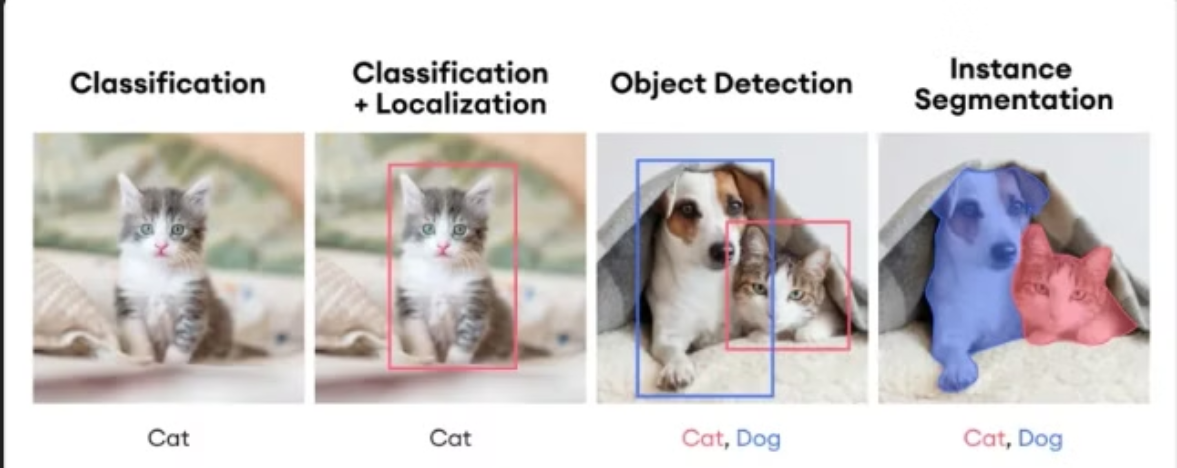 Classification
Classification
+ Localization
Object Detection
Instance
Segmentation
Cat
Cat
Cat, Dog
Cat, Dog